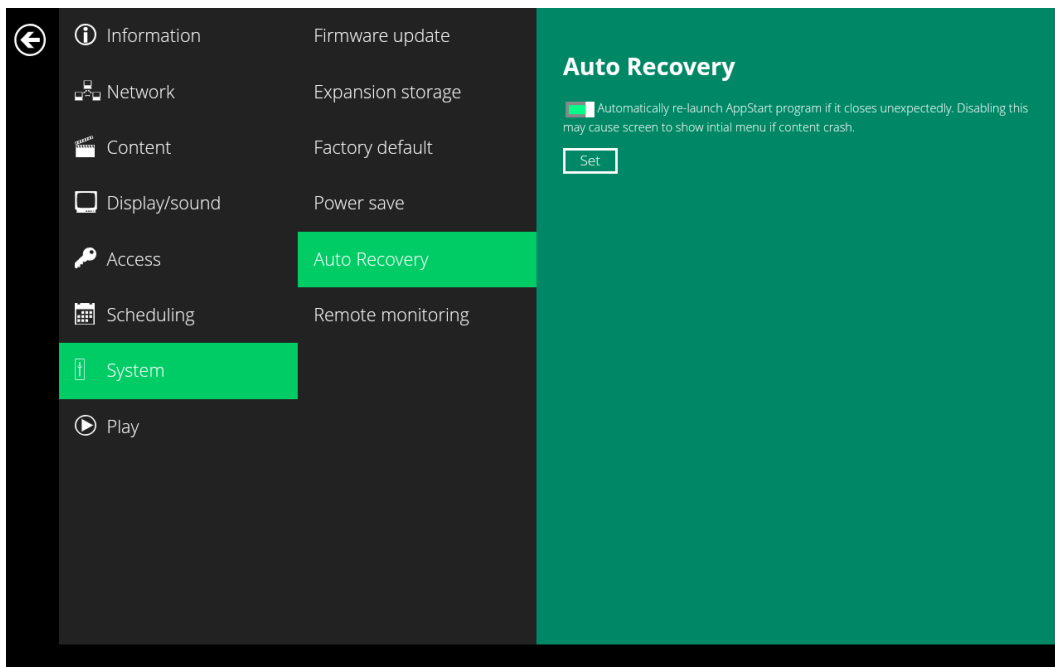 Information
Network
Content
Display/sound
Access
Scheduling
System
Play
Firmware update
Expansion storage
Factory default
Power save
Auto Recovery
Remote monitoring
Auto Recovery
Automatically re-launch AppStart program if it closes unexpectedly. Disabling this
may cause screen to show intial menu if content crash.
Set